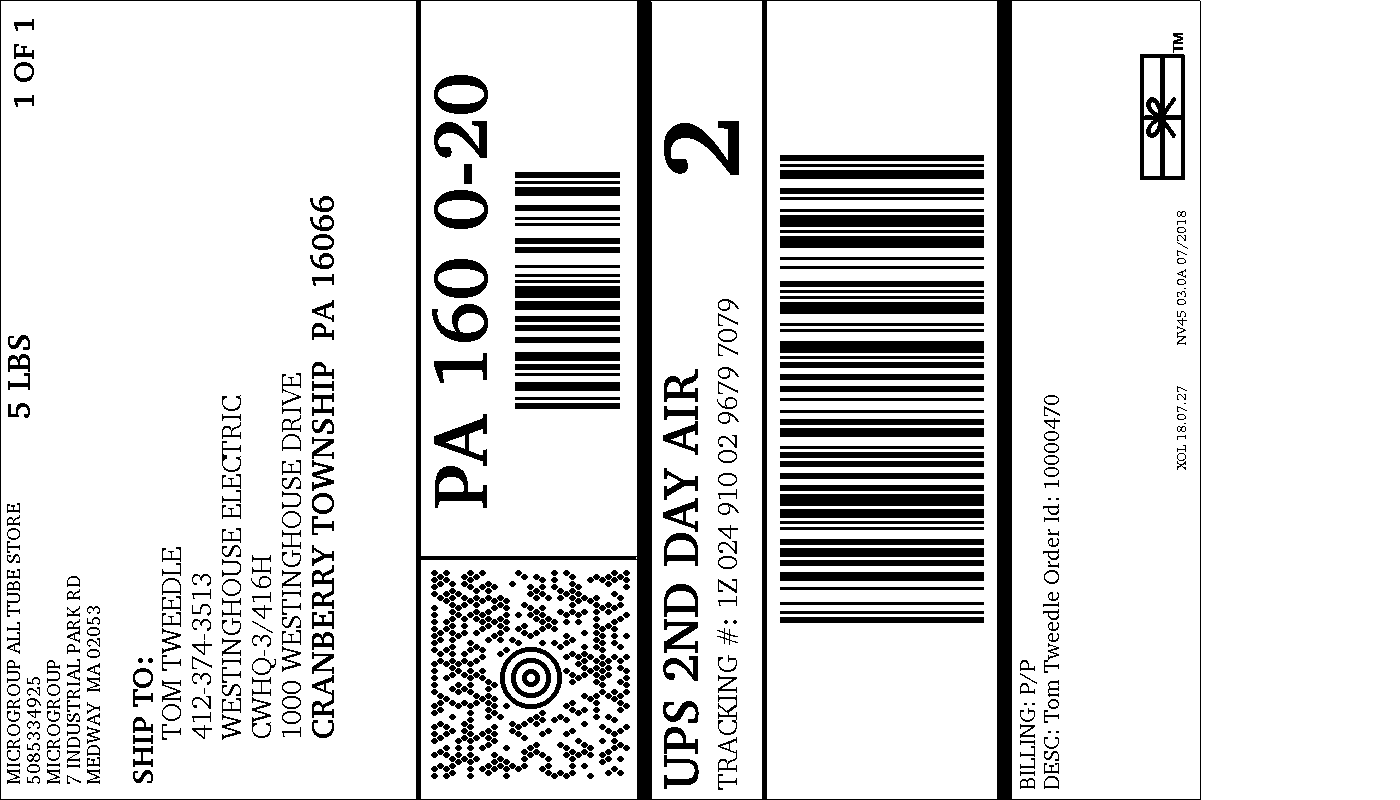 MICROGROUP ALL TUBE STORE
5085334925
MICROGROUP
7 INDUSTRIAL PARK RD
MEDWAY MA 02053
5 LBS
1 OF 1
SHIP TO:
TOM TWEEDLE
412-374-3513
WESTINGHOUSE ELECTRIC
CWHQ-3/416H
1000 WESTINGHOUSE DRIVE
CRANBERRY TOWNSHIP PA 16066
PA 160 0-20
UPS 2ND DAY AIR
2
TRACKING #: 1Z 024 910 02 9679 7079
BILLING: P/P
DESC: Tom Tweedle Order Id: 10000470
XOL 18.07.27 NV45 03.0A 07/2018
TM